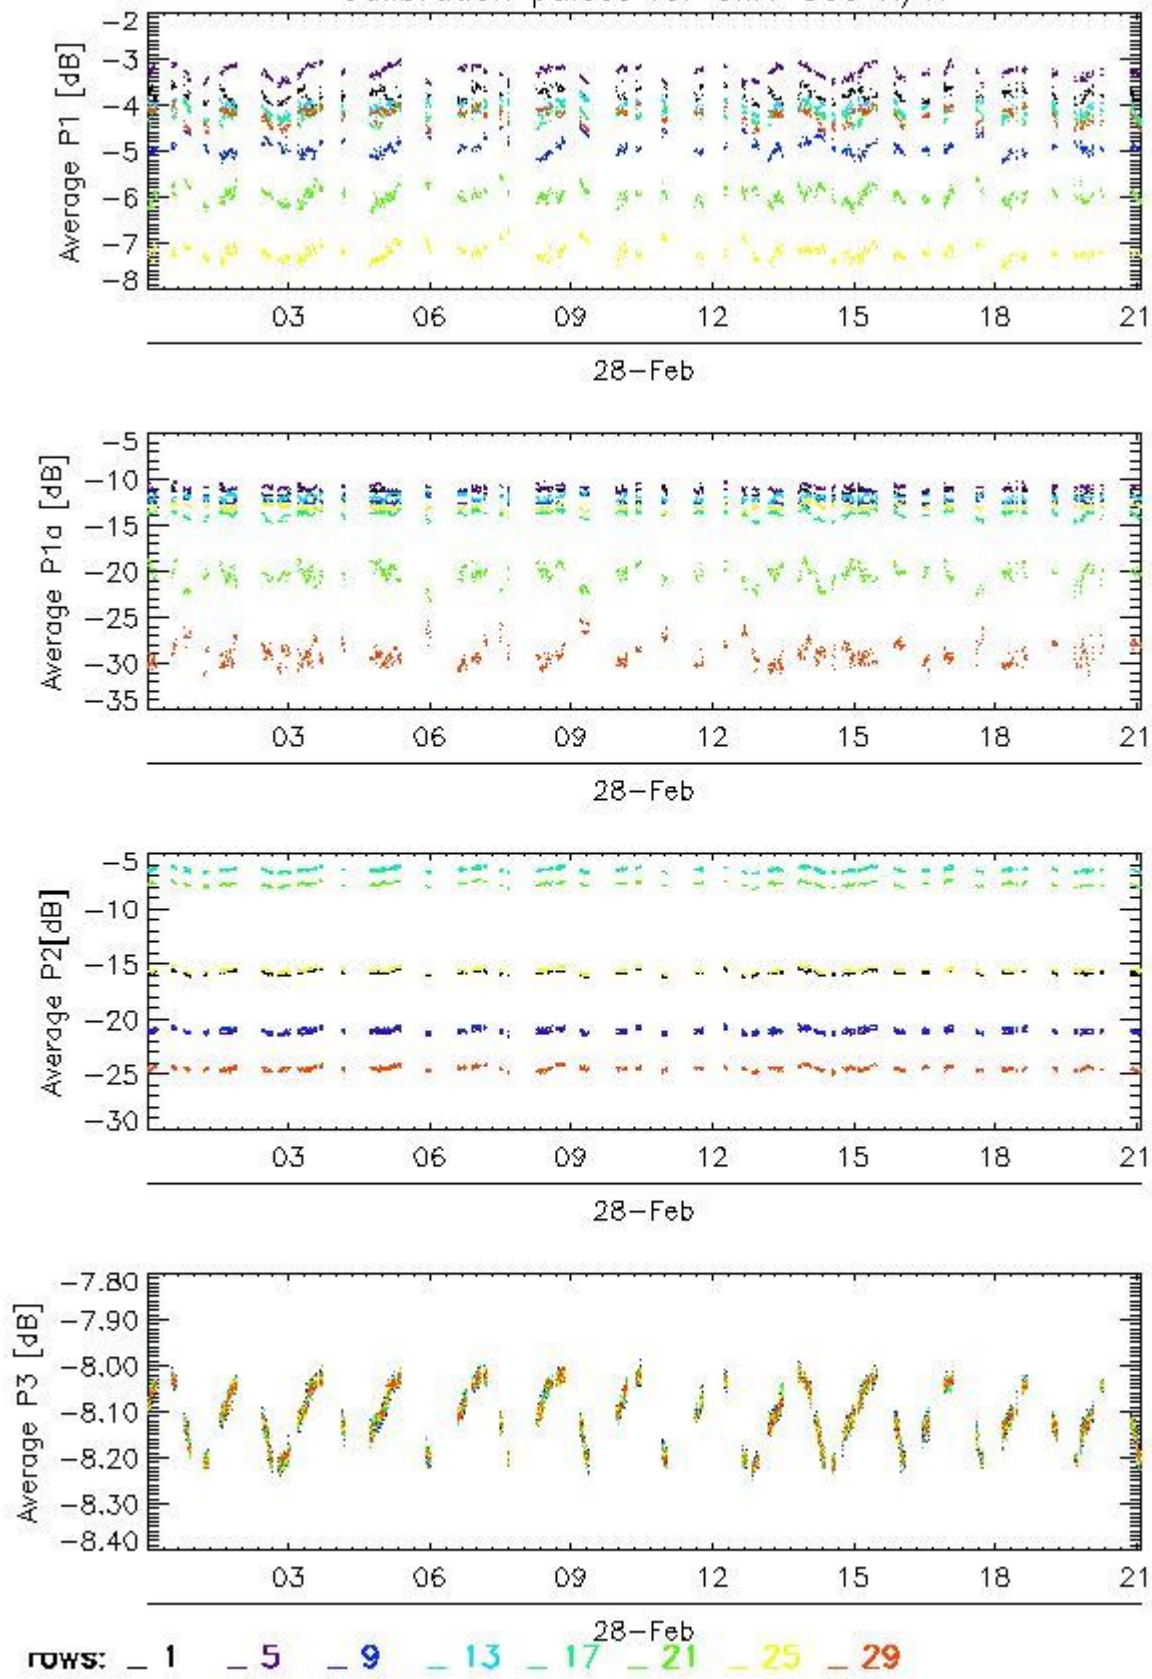 -2
-3
-4
-5
-6
-7
-8
Average P1 [dB]
03 06 09 12 15 18 21
28-Feb
-5
-10
-15
-20
-25
-30
-35
Average P1a [dB]
03 06 09 12 15 18 21
28-Feb
-5
-10
-15
-20
-25
-30
Average P2[dB]
03 06 09 12 15 18 21
28-Feb
-7.80
-7.90
-8.00
-8.10
-8.20
-8.30
-8.40
Average P3 [dB]
03 06 09 12 15 18 21
28-Feb
rows: _ 1 _ 5 _ 9 _ 13 _ 17 _ 21 _ 25 _ 29